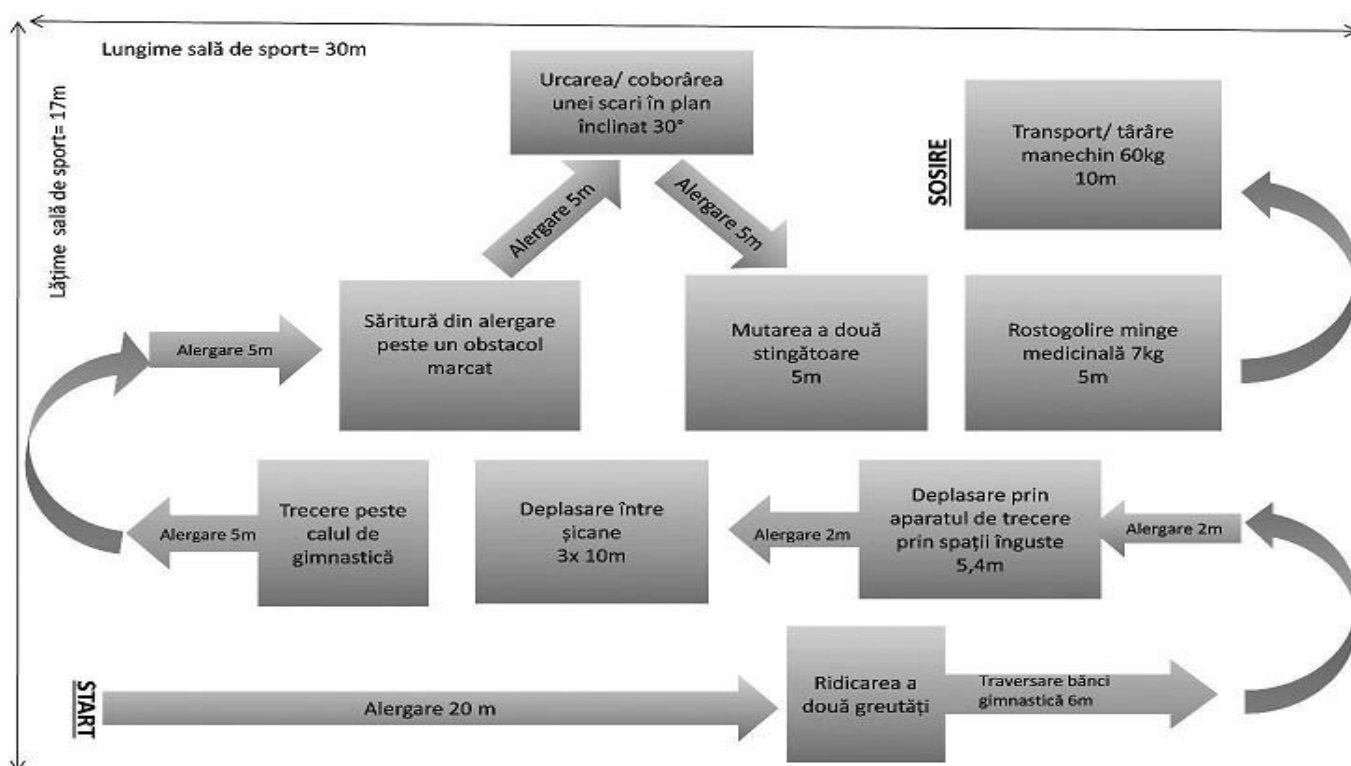 Lungime sală de sport= 30m
Lățime sală de sport= 17m
Urcarea/ coborârea
unei scari în plan
înclinat 30°
SOSIRE
Transport/ târâre
manechin 60kg
10m
Alergare 5m
Alergare 5m
Alergare 5m
Săritură din alergare
peste un obstacol
marcat
Mutarea a două
stingătoare
5m
Rostogolire minge
medicinală 7kg
5m
Alergare 5m
Trecere peste
calul de
gimnastică
Deplasare între
șicane
3x 10m
Alergare 2m
Deplasare prin
aparatul de trecere
prin spații înguste
5,4m
Alergare 2m
START
Alergare 20 m
Ridicarea a
două greutăți
Traversare bănci
gimnastică 6m